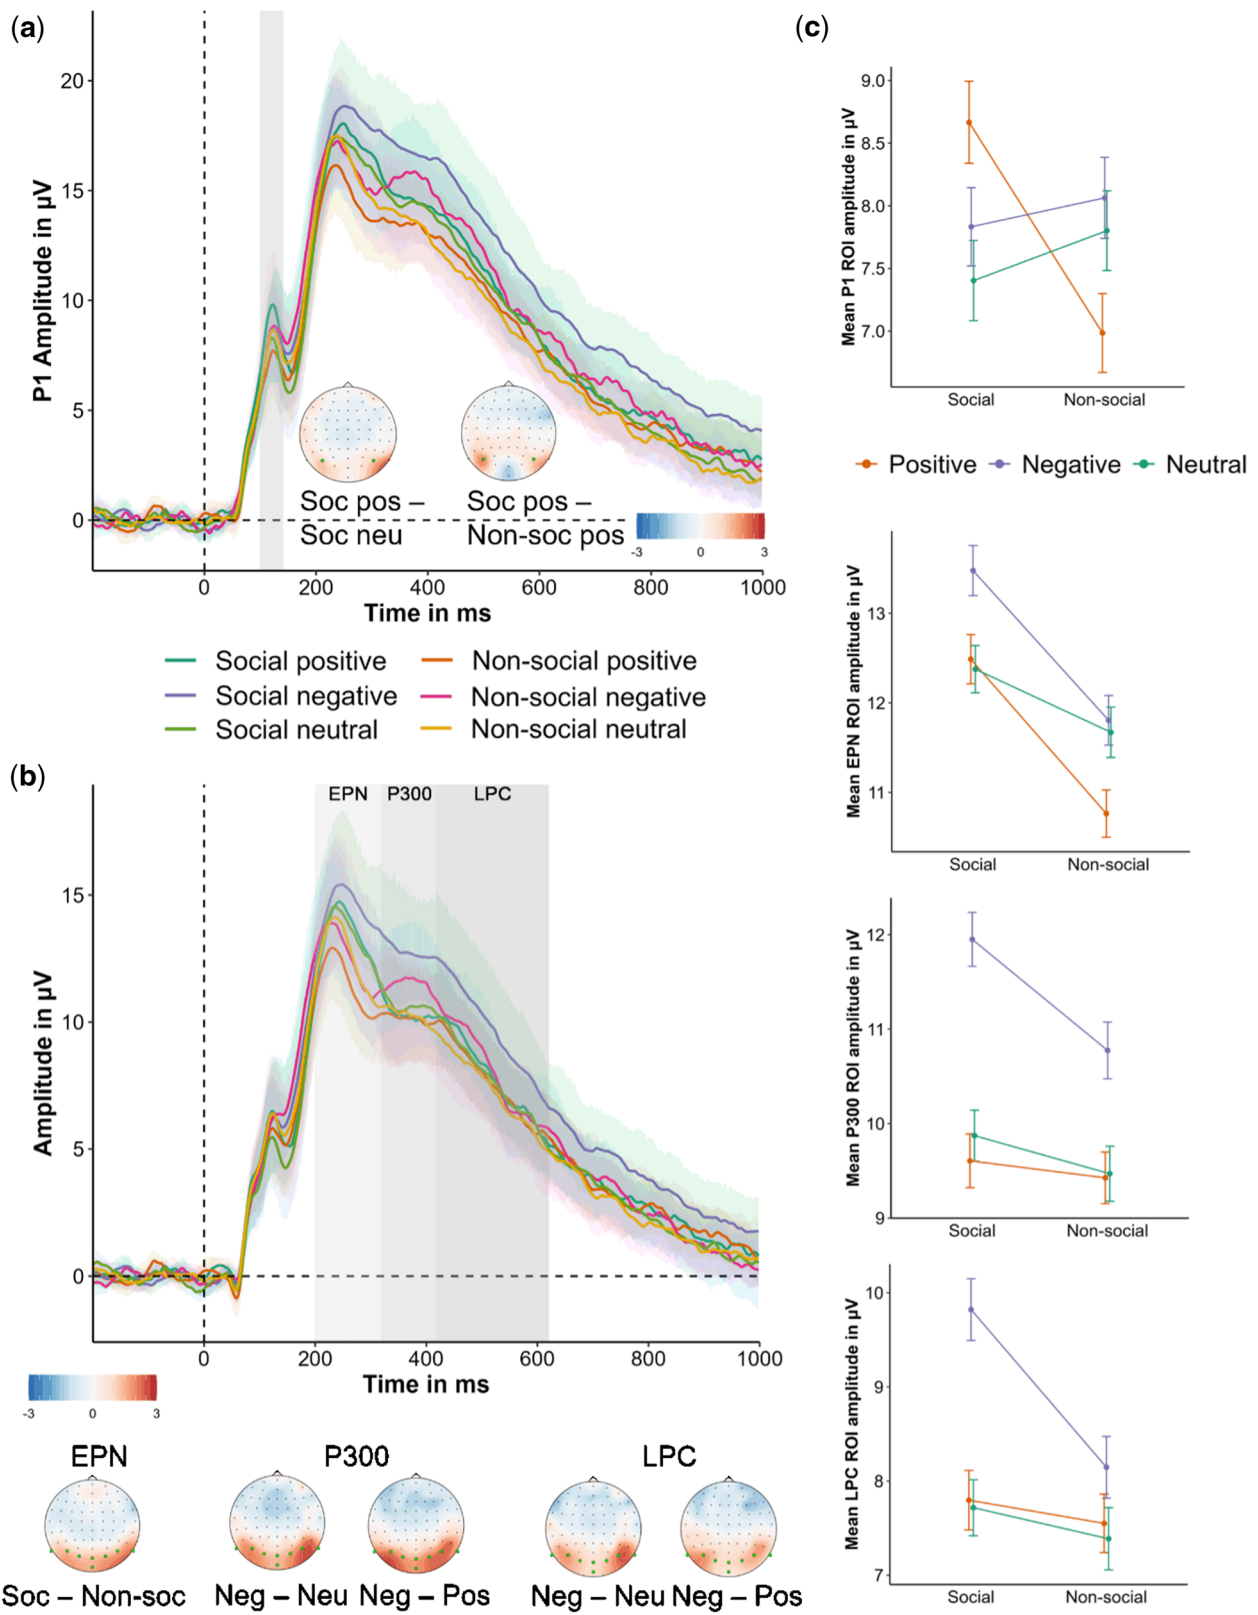 (a)
P1 Amplitude in µV
20
15
10
5
0
Soc pos –
Soc neu
Soc pos –
Non-soc pos
-3 0 3
0 200 400 600 800 1000
Time in ms
Social positive
Social negative
Social neutral
Non-social positive
Non-social negative
Non-social neutral
(b)
Amplitude in µV
15
10
5
0
EPN P300 LPC
0 200 400 600 800 1000
Time in ms
-3 0 3
EPN
Soc – Non-soc
P300
Neg – Neu Neg – Pos
LPC
Neg – Neu Neg – Pos
(c)
Mean P1 ROI amplitude in µV
9.0
8.5
8.0
7.5
7.0
Social Non-social
Positive Negative Neutral
Mean EPN ROI amplitude in µV
13
12
11
Social Non-social
Mean P300 ROI amplitude in µV
12
11
10
9
Social Non-social
Mean LPC ROI amplitude in µV
10
9
8
7
Social Non-social